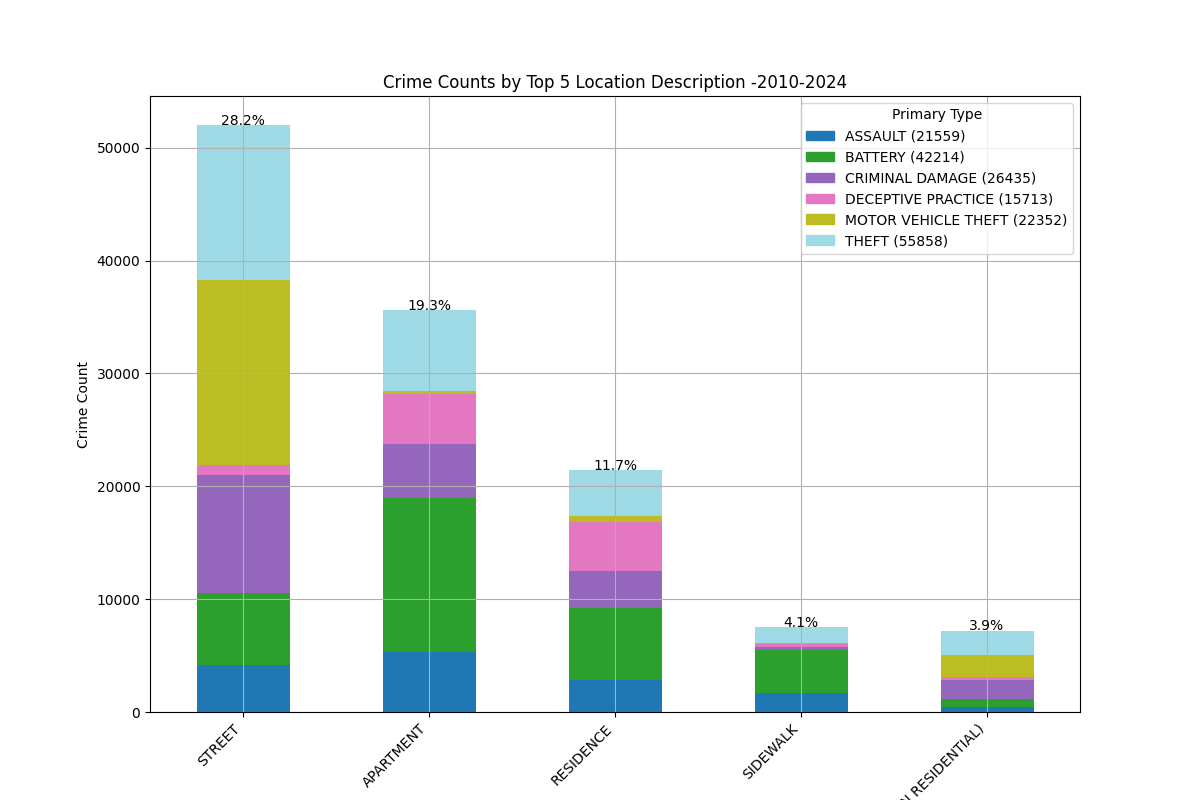 Crime Counts by Top 5 Location Description -2010-2024
Primary Type
ASSAULT (21559)
BATTERY (42214)
CRIMINAL DAMAGE (26435)
DECEPTIVE PRACTICE (15713)
MOTOR VEHICLE THEFT (22352)
THEFT (55858)
28.2%
19.3%
11.7%
4.1%
3.9%
Crime Count
50000
40000
30000
20000
10000
0
STREET
APARTMENT
RESIDENCE
SIDEWALK
RESIDENTIAL)